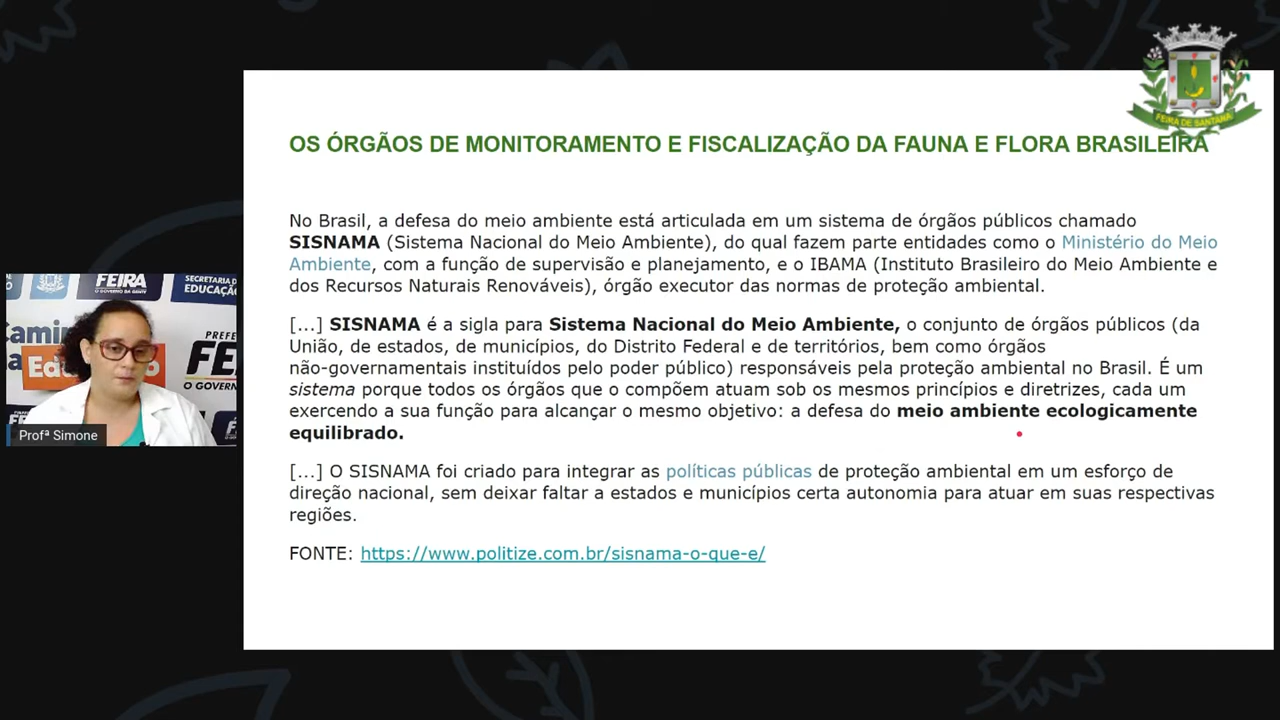 FEIRA DE SANTANA
OS ÓRGÃOS DE MONITORAMENTO E FISCALIZAÇÃO DA FAUNA E FLORA BRASILEIRA
No Brasil, a defesa do meio ambiente está articulada em um sistema de órgãos públicos chamado
SISNAMA (Sistema Nacional do Meio Ambiente), do qual fazem parte entidades como o Ministério do Meio
Ambiente, com a função de supervisão e planejamento, e o IBAMA (Instituto Brasileiro do Meio Ambiente e
dos Recursos Naturais Renováveis), órgão executor das normas de proteção ambiental.
[...] SISNAMA é a sigla para Sistema Nacional do Meio Ambiente, o conjunto de órgãos públicos (da
União, de estados, de municípios, do Distrito Federal e de territórios, bem como órgãos
não-governamentais instituídos pelo poder público) responsáveis pela proteção ambiental no Brasil. É um
sistema porque todos os órgãos que o compõem atuam sob os mesmos princípios e diretrizes, cada um
exercendo a sua função para alcançar o mesmo objetivo: a defesa do meio ambiente ecologicamente
equilibrado.
[...] O SISNAMA foi criado para integrar as políticas públicas de proteção ambiental em um esforço de
direção nacional, sem deixar faltar a estados e municípios certa autonomia para atuar em suas respectivas
regiões.
FONTE: https://www.politize.com.br/sisnama-o-que-e/
FEIRA
O GOVERNO DA GENTE
SECRETARIA D
EDUCAÇÃO
Camin
PREFE
FE
O GOVERN
Profª Simone